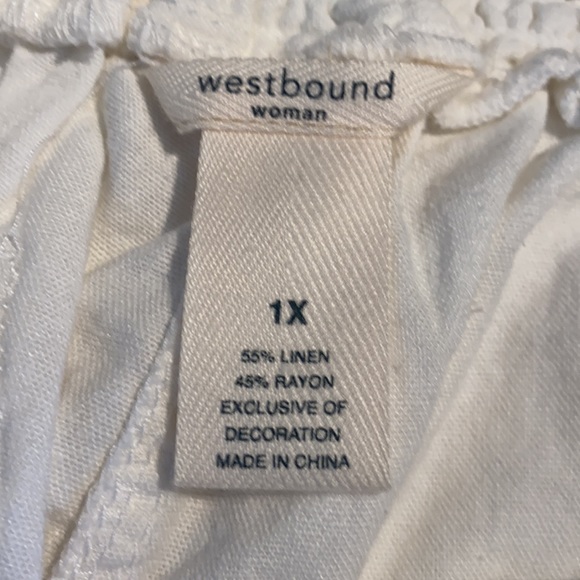 westbound
woman
1X
55% LINEN
45% RAYON
EXCLUSIVE OF
DECORATION
MADE IN CHINA